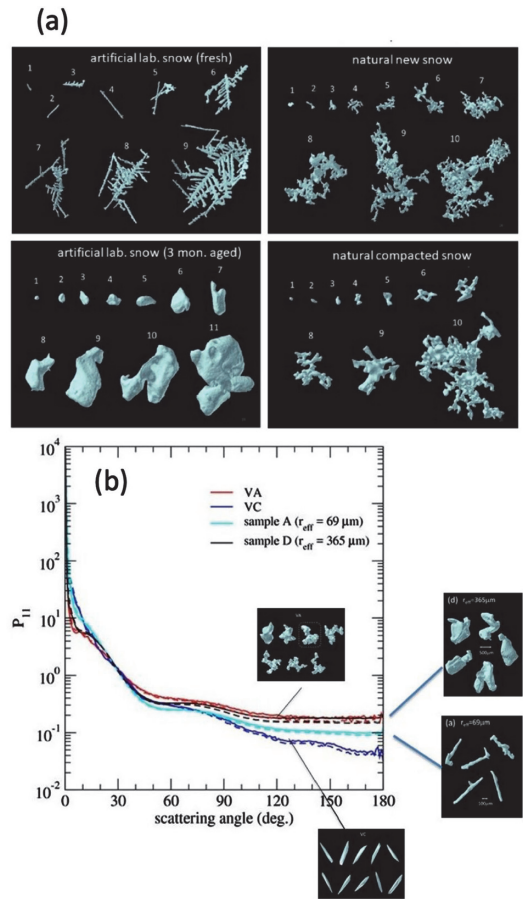 (a)
artificial lab. snow (fresh)
1
2
3
4
5
6
7
8
9
natural new snow
1
2
3
4
5
6
7
8
9
10
artificial lab. snow (3 mon. aged)
1
2
3
4
5
6
7
8
9
10
11
natural compacted snow
1
2
3
4
5
6
7
8
9
10
(b)
VA
VC
sample A (r_eff = 69 μm)
sample D (r_eff = 365 μm)
P_11
10^4
10^3
10^2
10^1
10^0
10^-1
10^-2
0 30 60 90 120 150 180
scattering angle (deg.)
VA
(d) r_eff=365μm
500μm
(a) r_eff=69μm
VC